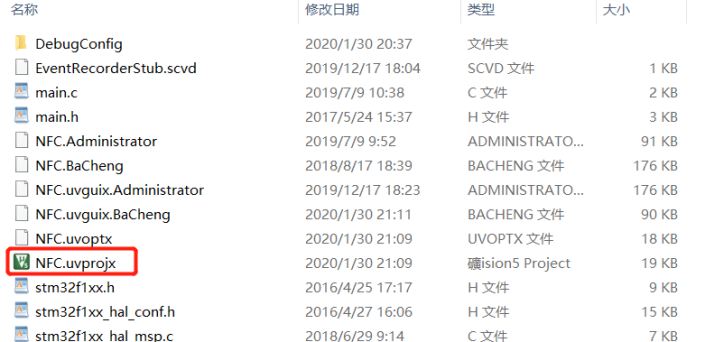 名称 修改日期 类型 大小
DebugConfig 2020/1/30 20:37 文件夹
EventRecorderStub.scvd 2019/12/17 18:04 SCVD 文件 1 KB
main.c 2019/7/9 10:38 C 文件 2 KB
main.h 2017/5/24 15:37 H 文件 3 KB
NFC.Administrator 2019/7/9 9:52 ADMINISTRATO... 91 KB
NFC.BaCheng 2018/8/17 18:39 BACHENG 文件 176 KB
NFC.uvguix.Administrator 2019/12/17 18:23 ADMINISTRATO... 176 KB
NFC.uvguix.BaCheng 2020/1/30 21:11 BACHENG 文件 90 KB
NFC.uvoptx 2020/1/30 21:09 UVOPTX 文件 18 KB
NFC.uvprojx 2020/1/30 21:09 礦ision5 Project 19 KB
stm32f1xx.h 2016/4/25 17:17 H 文件 9 KB
stm32f1xx_hal_conf.h 2016/4/27 16:06 H 文件 15 KB
stm32f1xx_hal_msp.c 2018/6/29 9:14 C 文件 7 KB